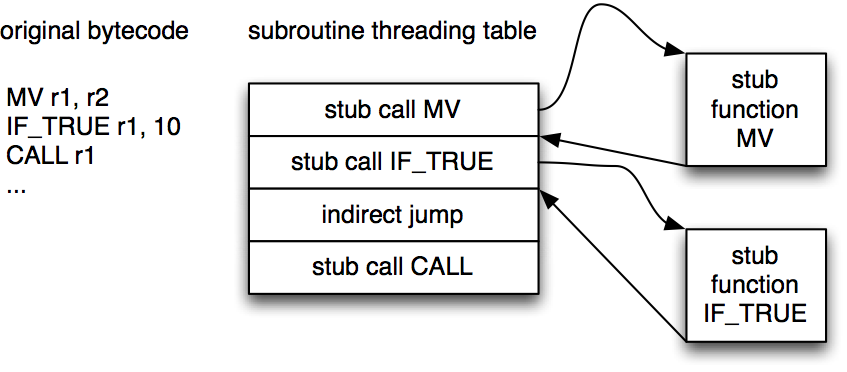 original bytecode
subroutine threading table
MV r1, r2
IF_TRUE r1, 10
CALL r1
...
stub call MV
stub call IF_TRUE
indirect jump
stub call CALL
stub
function
MV
stub
function
IF_TRUE